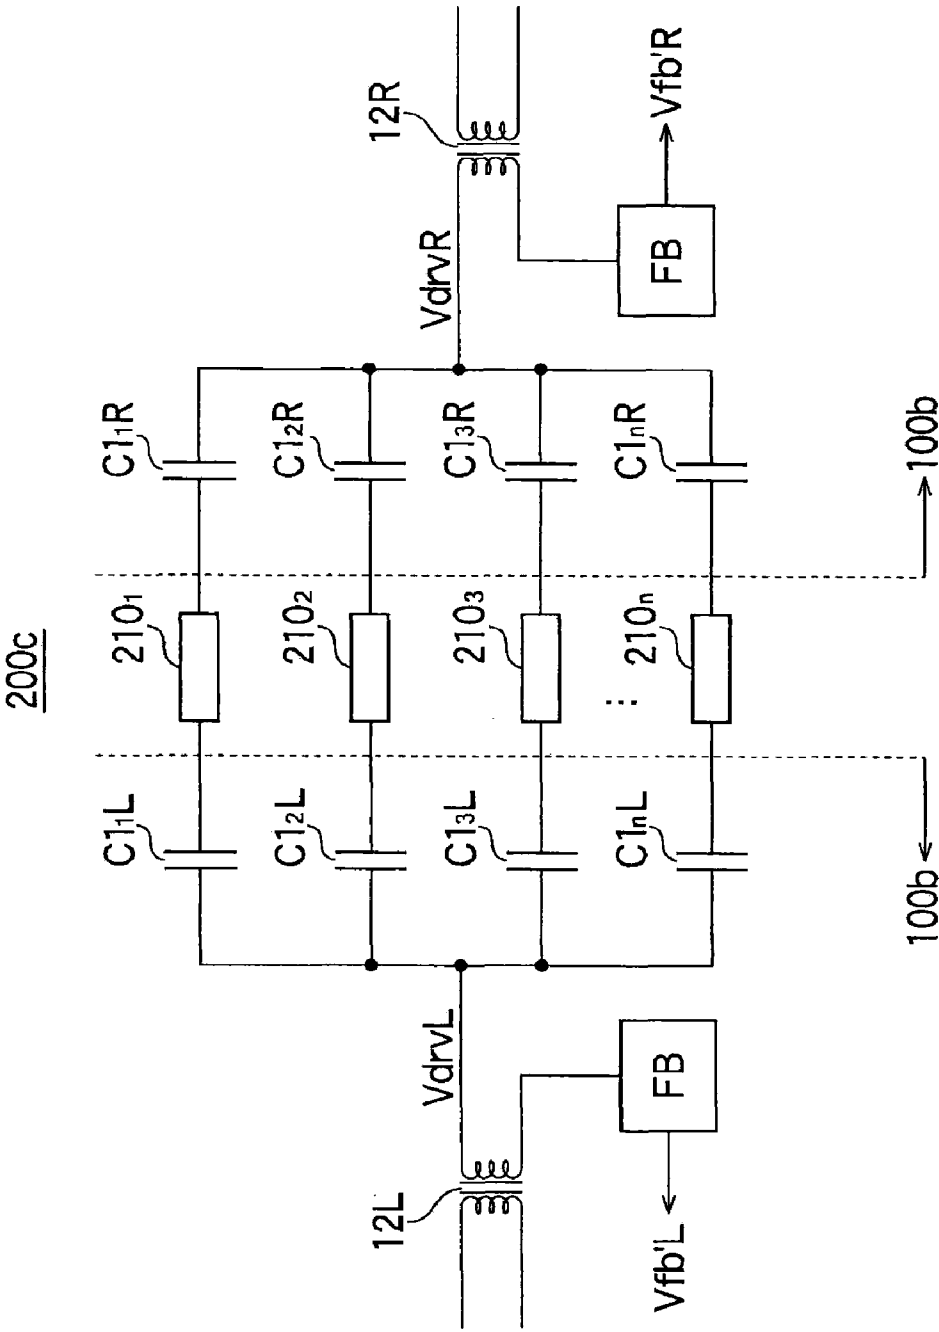 200c
C1₁L
210₁
C1₁R
C1₂L
210₂
C1₂R
VdrvL
VdrvR
12L
12R
C1₃L
210₃
C1₃R
...
C1ₙL
210ₙ
C1ₙR
FB
FB
Vfb'L
Vfb'R
100b
100b